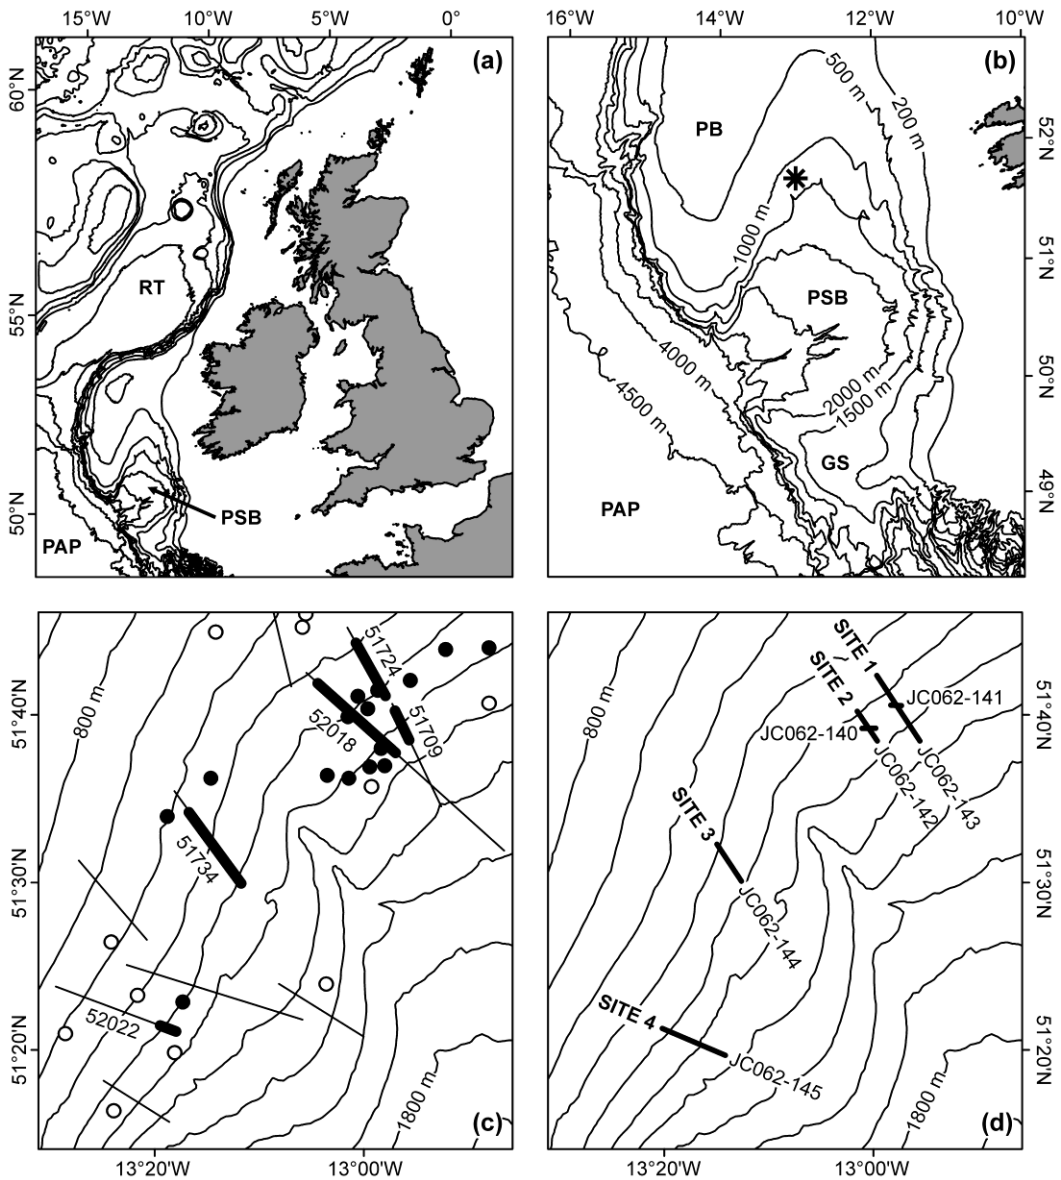 15°W 10°W 5°W 0°
16°W 14°W 12°W 10°W
60°N
55°N
50°N
(a)
RT
PSB
PAP
(b)
52°N
51°N
50°N
49°N
500 m
200 m
PB
1000 m
PSB
4000 m
4500 m
2000 m
1500 m
GS
PAP
51°40'N
51°30'N
51°20'N
800 m
51724
52018
51709
51734
52022
1800 m
(c)
13°20'W 13°00'W
800 m
SITE 1
SITE 2
JC062-141
JC062-140
JC062-143
JC062-142
SITE 3
JC062-144
SITE 4
JC062-145
1800 m
(d)
51°40'N
51°30'N
51°20'N
13°20'W 13°00'W